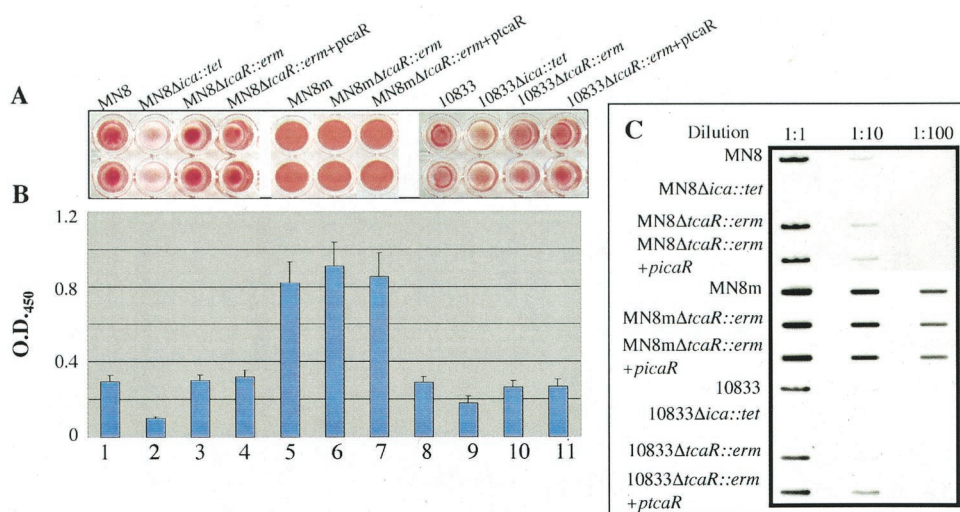 A
MN8
MN8Δica::tet
MN8ΔtcaR::erm
MN8ΔtcaR::erm+ptcaR
MN8m
MN8mΔtcaR::erm
MN8mΔtcaR::erm+ptcaR
10833
10833Δica::tet
10833ΔtcaR::erm
10833ΔtcaR::erm+ptcaR
B
1.2
0.8
0.4
0
O.D.450
1 2 3 4 5 6 7 8 9 10 11
C
Dilution 1:1 1:10 1:100
MN8
MN8Δica::tet
MN8ΔtcaR::erm
MN8ΔtcaR::erm
+picaR
MN8m
MN8mΔtcaR::erm
MN8mΔtcaR::erm
+picaR
10833
10833Δica::tet
10833ΔtcaR::erm
10833ΔtcaR::erm
+ptcaR